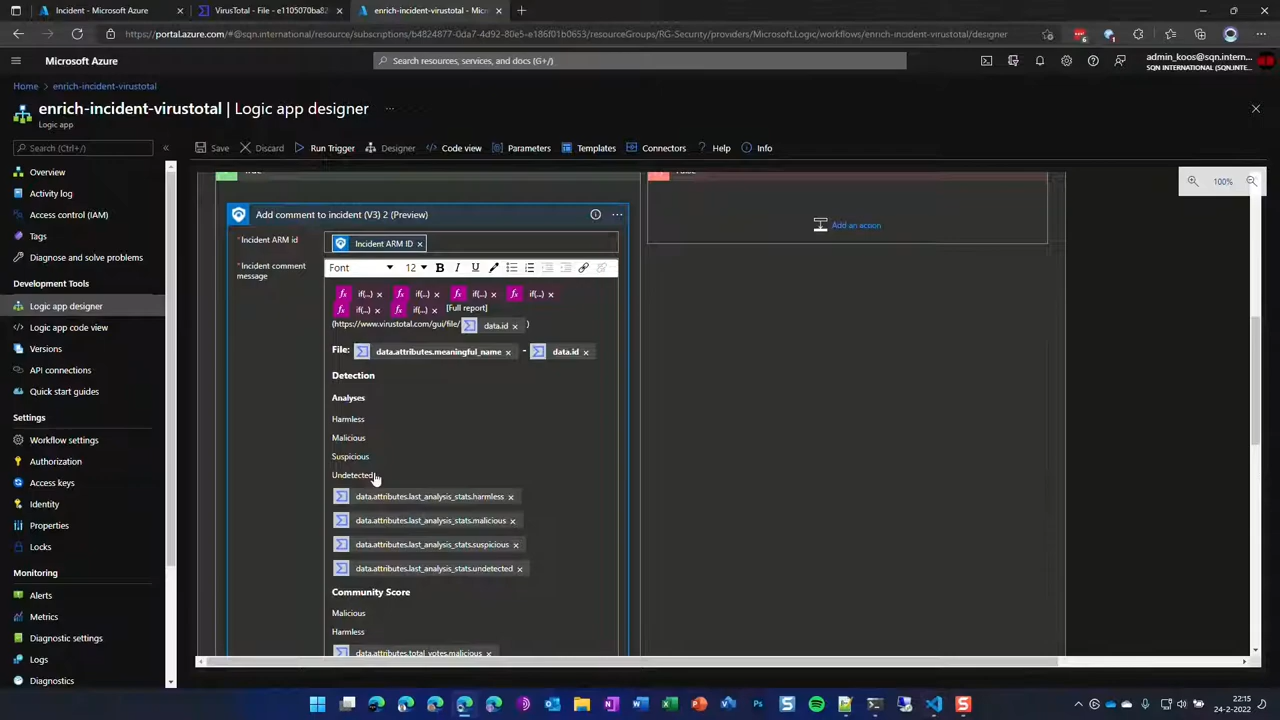 Incident - Microsoft Azure
VirusTotal - File - e1105070ba82
enrich-incident-virustotal - Micr
https://portal.azure.com/#@sqn.international/resource/subscriptions/b4824877-0da7-4d92-80e5-e186f01b0653/resourceGroups/RG-Security/providers/Microsoft.Logic/workflows/enrich-incident-virustotal/designer
Microsoft Azure
Search resources, services, and docs (G+/)
admin_koos@sqn.intern...
SQN INTERNATIONAL (SQN.INTERN...
Home > enrich-incident-virustotal >
enrich-incident-virustotal | Logic app designer ...
Logic app
Search (Ctrl+/)
Save
Discard
Run Trigger
Designer
Code view
Parameters
Templates
Connectors
Help
Info
Overview
Activity log
Access control (IAM)
Tags
Diagnose and solve problems
Development Tools
Logic app designer
Logic app code view
Versions
API connections
Quick start guides
Settings
Workflow settings
Authorization
Access keys
Identity
Properties
Locks
Monitoring
Alerts
Metrics
Diagnostic settings
Logs
Diagnostics
100%
Add comment to incident (V3) 2 (Preview)
Add an action
*Incident ARM id
Incident ARM ID ×
*Incident comment message
Font 12 B I U
fx if(...) × fx if(...) × fx if(...) × fx if(...) ×
fx if(...) × fx if(...) × [Full report]
(https://www.virustotal.com/gui/file/ data.id × )
File: data.attributes.meaningful_name × - data.id ×
Detection
Analyses
Harmless
Malicious
Suspicious
Undetected
data.attributes.last_analysis_stats.harmless ×
data.attributes.last_analysis_stats.malicious ×
data.attributes.last_analysis_stats.suspicious ×
data.attributes.last_analysis_stats.undetected ×
Community Score
Malicious
Harmless
data.attributes.total_votes.malicious ×
22:15
24-2-2022